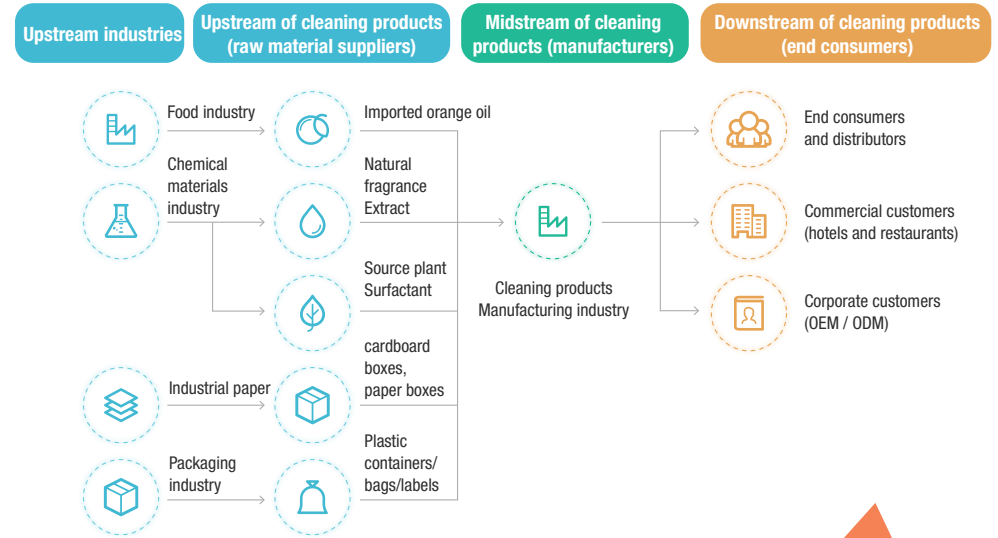 Upstream industries
Upstream of cleaning products
(raw material suppliers)
Midstream of cleaning
products (manufacturers)
Downstream of cleaning products
(end consumers)
Food industry
Imported orange oil
Chemical
materials
industry
Natural
fragrance
Extract
Source plant
Surfactant
Industrial paper
cardboard
boxes,
paper boxes
Packaging
industry
Plastic
containers/
bags/labels
Cleaning products
Manufacturing industry
End consumers
and distributors
Commercial customers
(hotels and restaurants)
Corporate customers
(OEM / ODM)